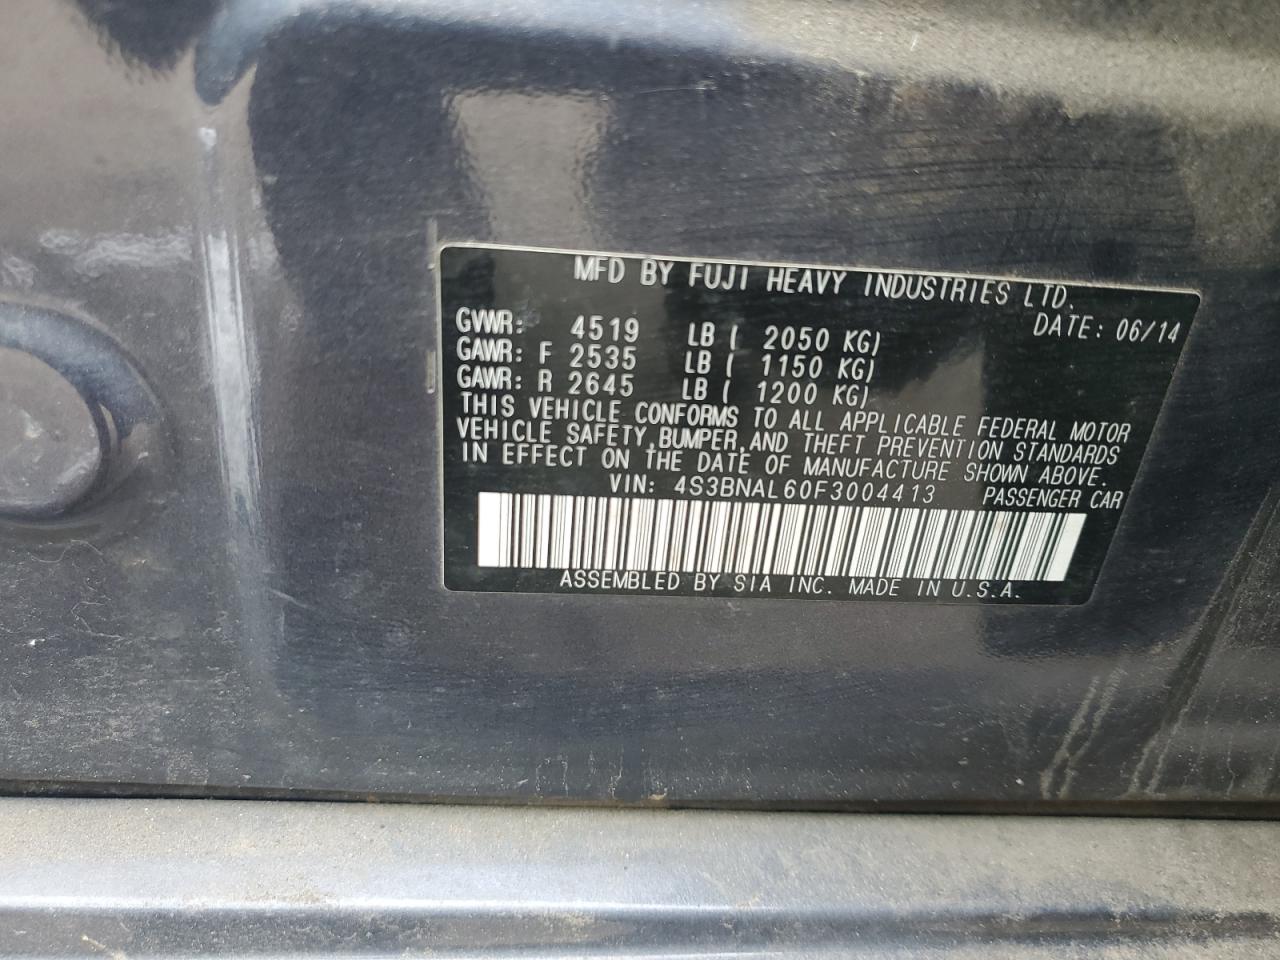 MFD BY FUJI HEAVY INDUSTRIES LTD.
DATE: 06/14
GVWR: 4519 LB ( 2050 KG)
GAWR: F 2535 LB ( 1150 KG)
GAWR: R 2645 LB ( 1200 KG)
THIS VEHICLE CONFORMS TO ALL APPLICABLE FEDERAL MOTOR
VEHICLE SAFETY, BUMPER, AND THEFT PREVENTION STANDARDS
IN EFFECT ON THE DATE OF MANUFACTURE SHOWN ABOVE.
VIN: 4S3BNAL60F3004413 PASSENGER CAR
ASSEMBLED BY SIA INC. MADE IN U.S.A.